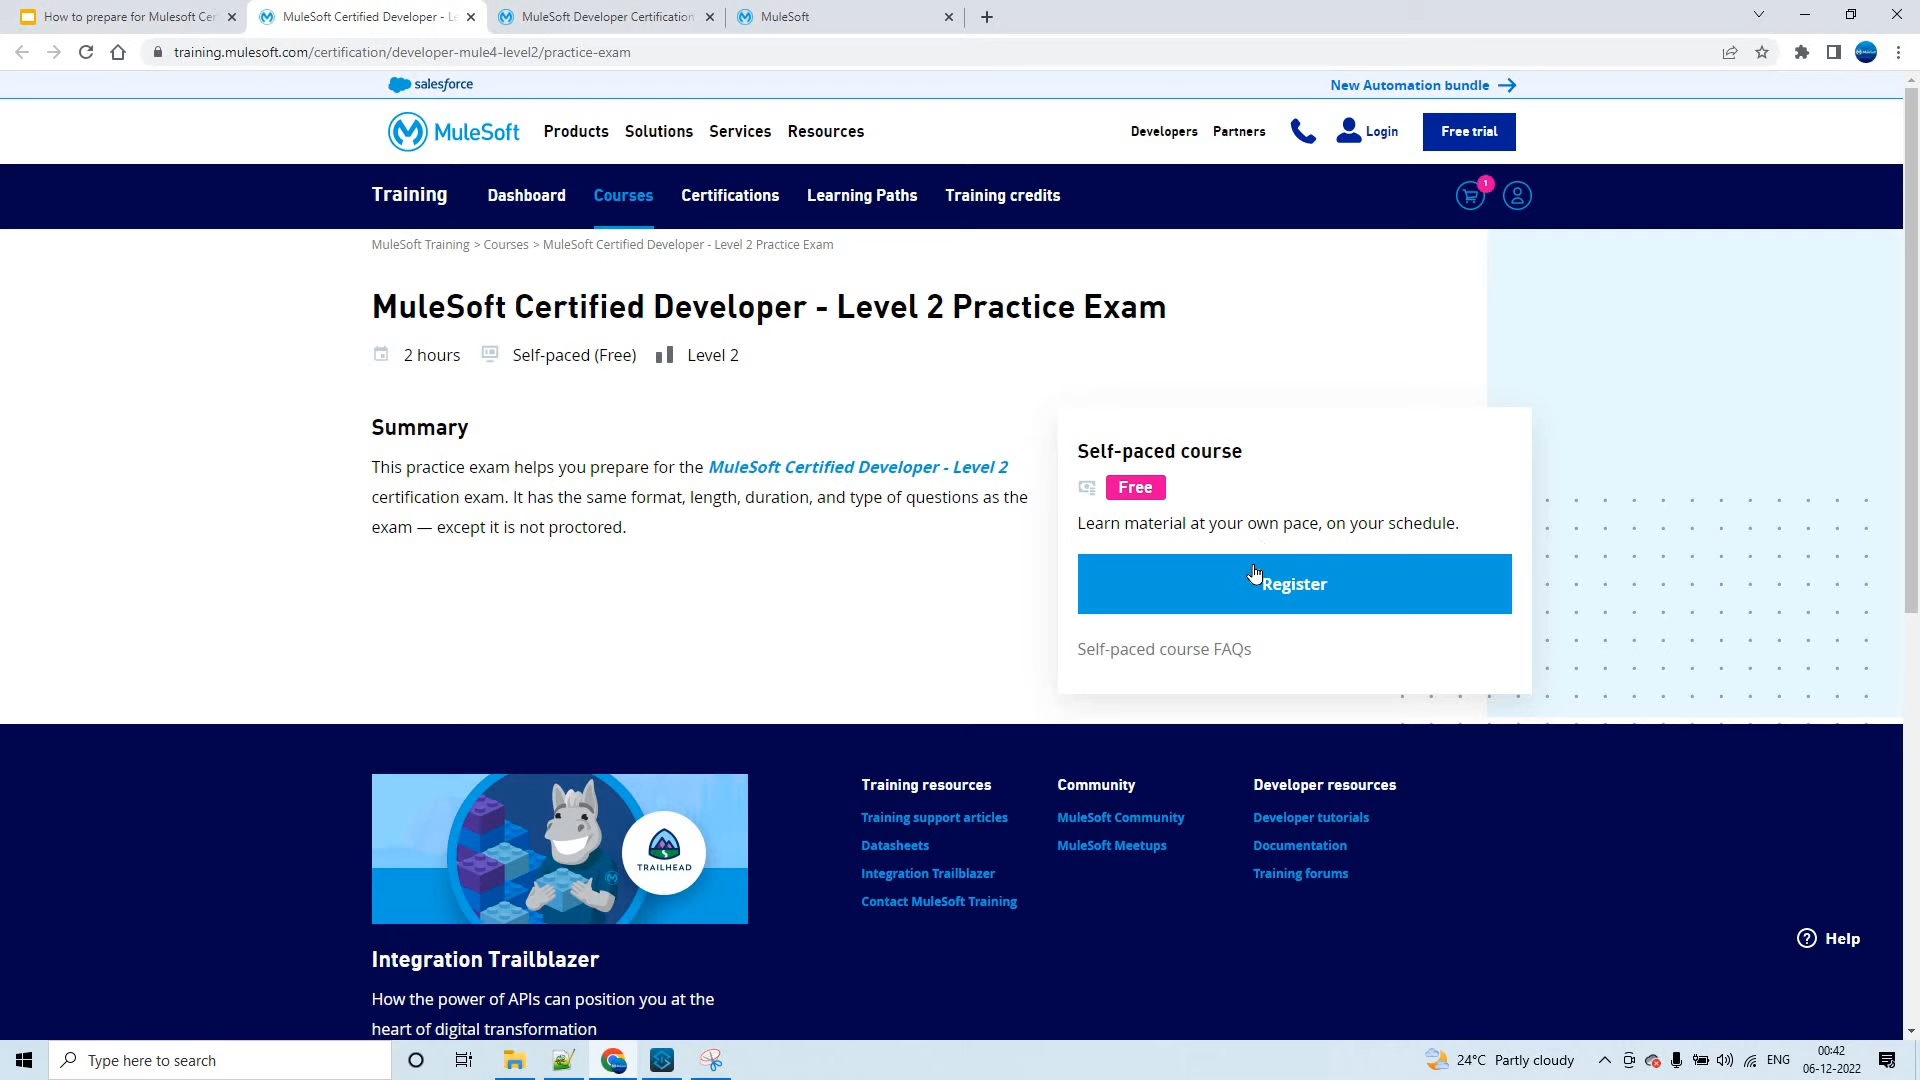 How to prepare for Mulesoft Cer
MuleSoft Certified Developer - Le
MuleSoft Developer Certification
MuleSoft
training.mulesoft.com/certification/developer-mule4-level2/practice-exam
salesforce
New Automation bundle
MuleSoft
Products
Solutions
Services
Resources
Developers
Partners
Login
Free trial
Training
Dashboard
Courses
Certifications
Learning Paths
Training credits
1
MuleSoft Training > Courses > MuleSoft Certified Developer - Level 2 Practice Exam
MuleSoft Certified Developer - Level 2 Practice Exam
2 hours
Self-paced (Free)
Level 2
Summary
This practice exam helps you prepare for the MuleSoft Certified Developer - Level 2
certification exam. It has the same format, length, duration, and type of questions as the
exam — except it is not proctored.
Self-paced course
Free
Learn material at your own pace, on your schedule.
Register
Self-paced course FAQs
TRAILHEAD
Integration Trailblazer
How the power of APIs can position you at the
heart of digital transformation
Training resources
Training support articles
Datasheets
Integration Trailblazer
Contact MuleSoft Training
Community
MuleSoft Community
MuleSoft Meetups
Developer resources
Developer tutorials
Documentation
Training forums
Help
Type here to search
24°C Partly cloudy
ENG
00:42
06-12-2022